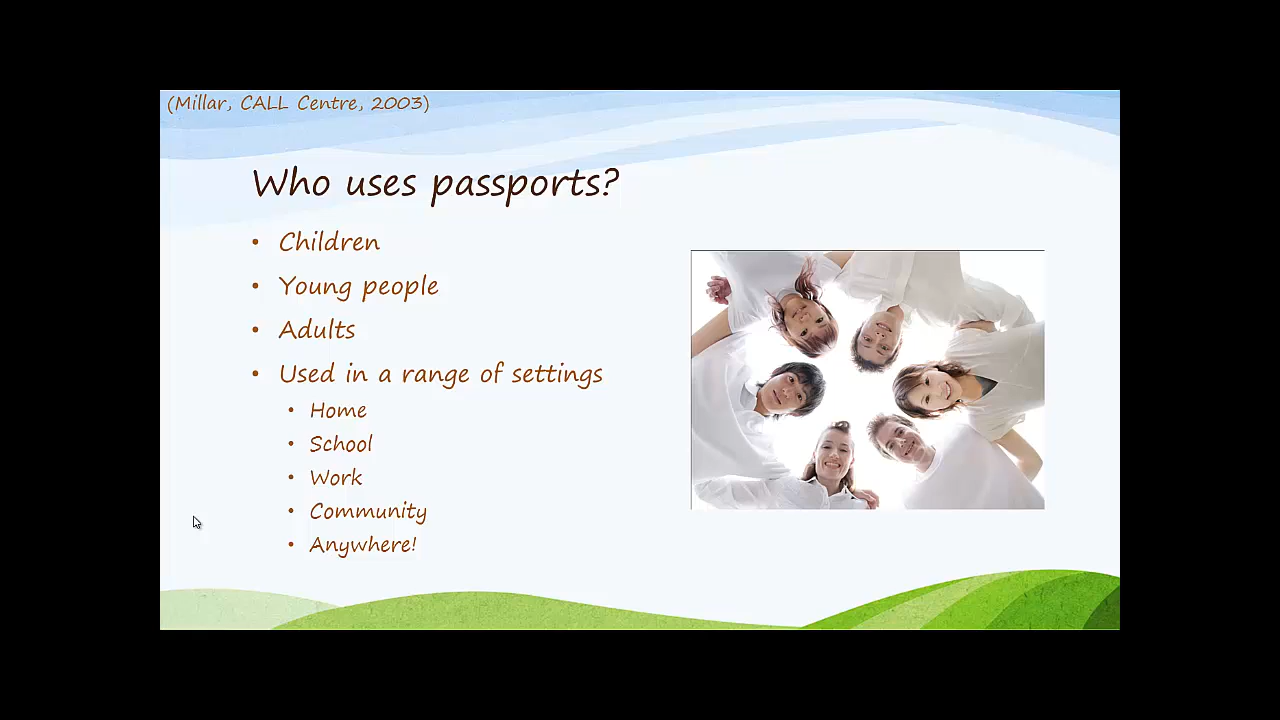 (Millar, CALL Centre, 2003)
Who uses passports?
• Children
• Young people
• Adults
• Used in a range of settings
• Home
• School
• Work
• Community
• Anywhere!